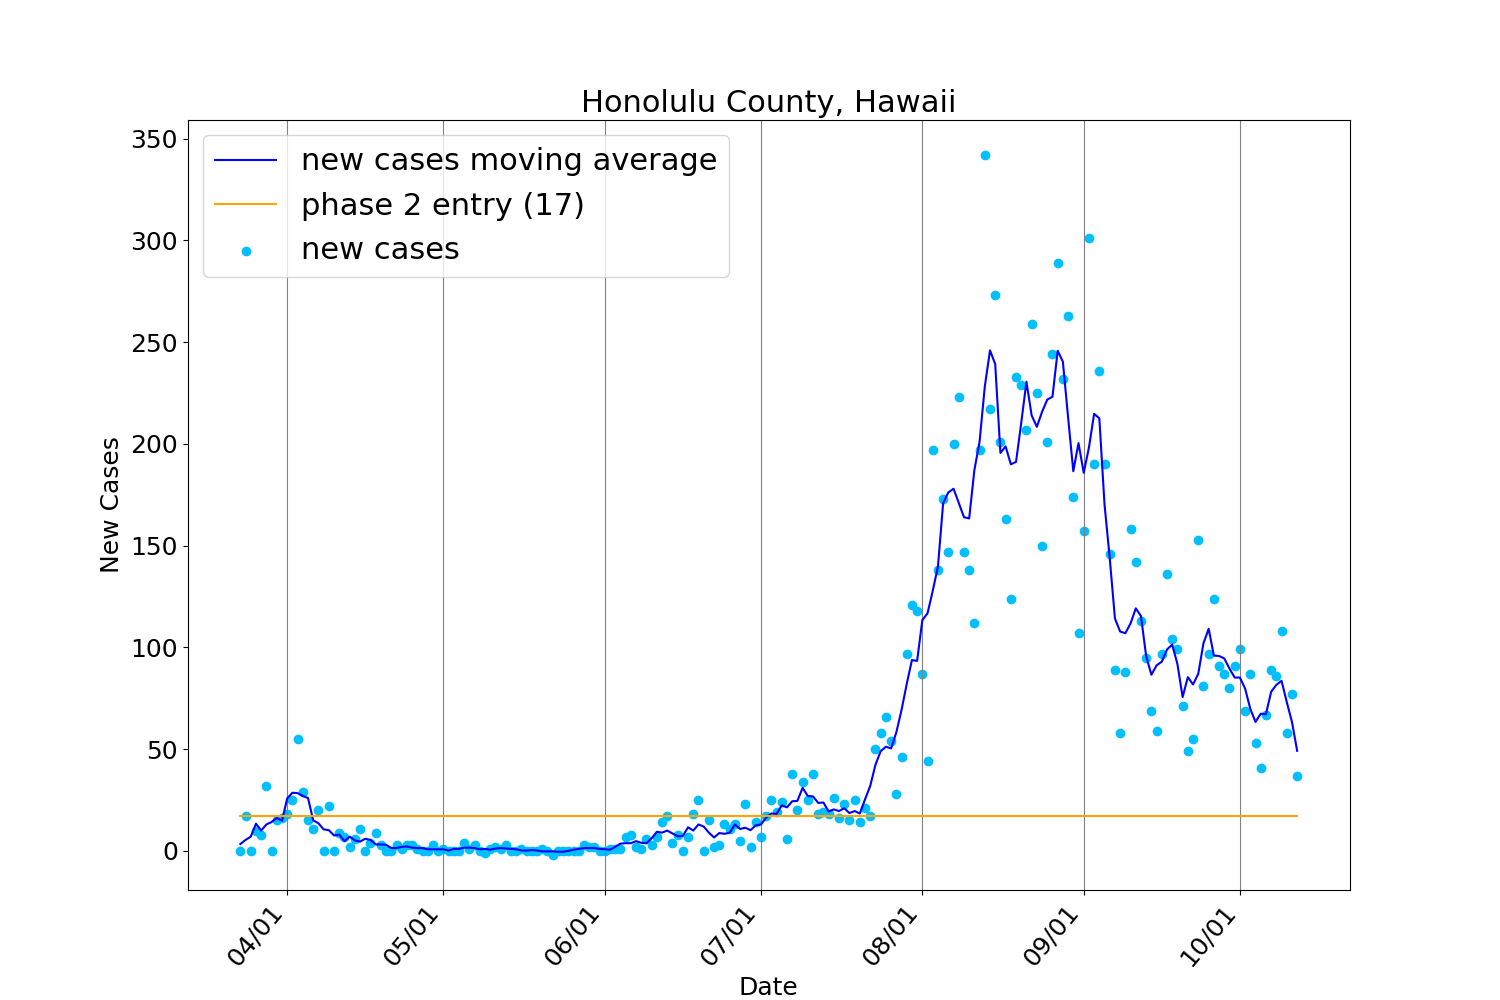 Honolulu County, Hawaii
new cases moving average
phase 2 entry (17)
new cases
350
300
250
200
150
100
50
0
New Cases
04/01
05/01
06/01
07/01
08/01
09/01
10/01
Date